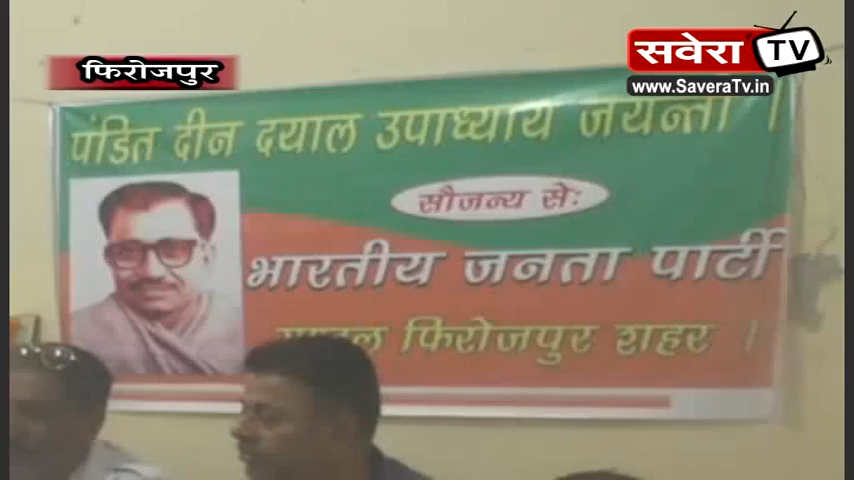 फिरोजपुर
सवेरा TV
www.SaveraTv.in
पंडित दीन दयाल उपाध्याय जयन्ती ।
सौजन्य से:
भारतीय जनता पार्टी
फिरोजपुर शहर ।